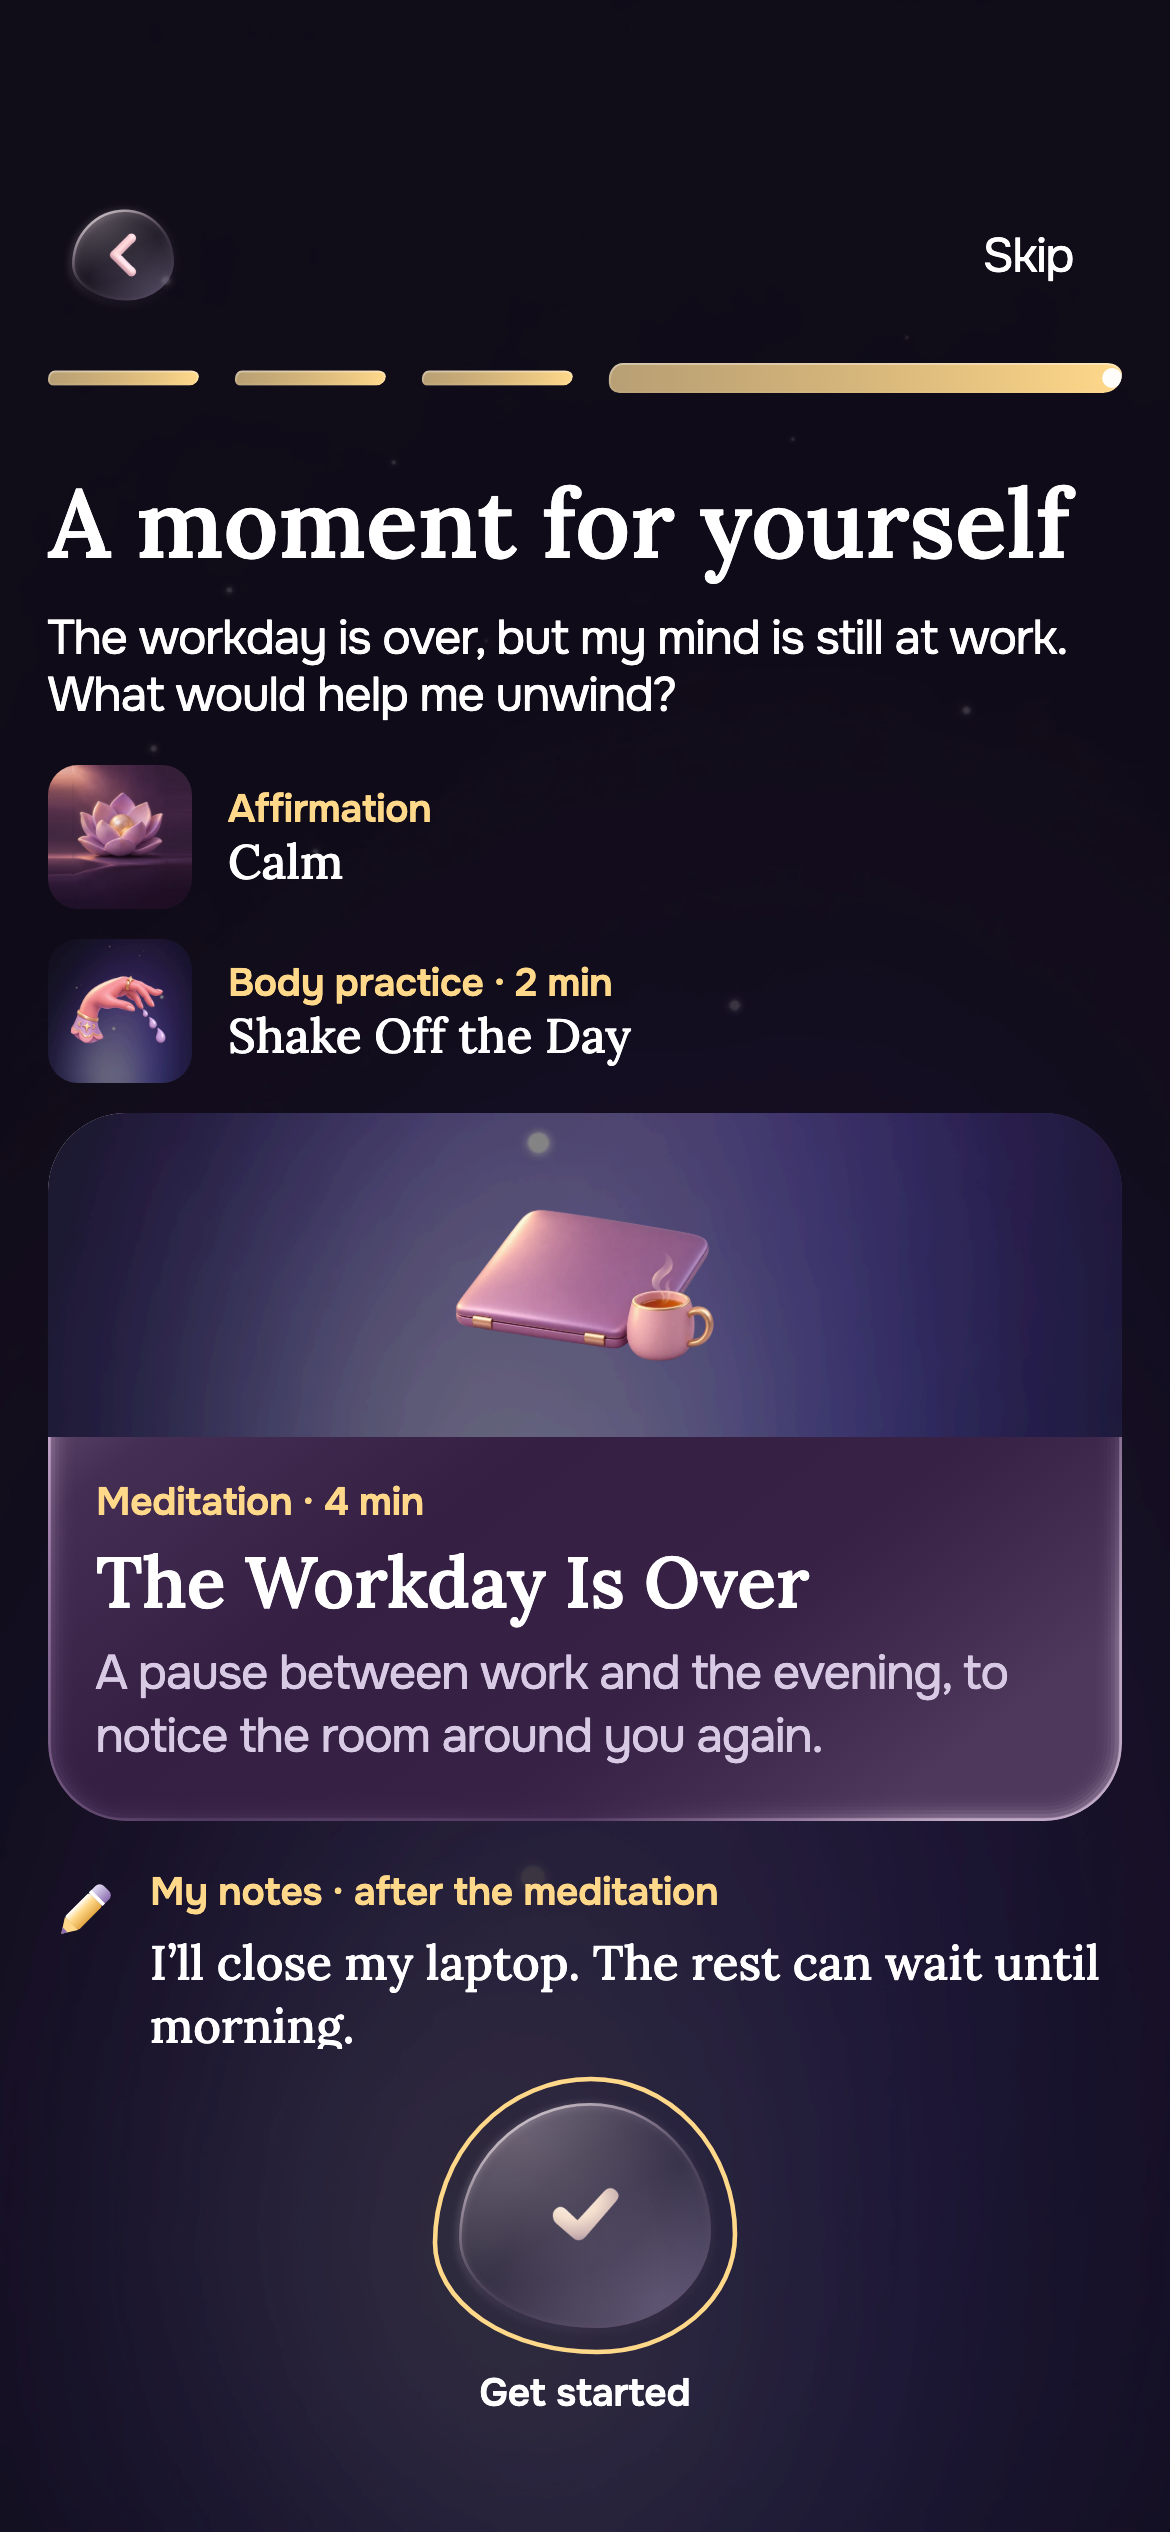 Skip
A moment for yourself
The workday is over, but my mind is still at work.
What would help me unwind?
Affirmation
Calm
Body practice · 2 min
Shake Off the Day
Meditation · 4 min
The Workday Is Over
A pause between work and the evening, to
notice the room around you again.
My notes · after the meditation
I’ll close my laptop. The rest can wait until
morning.
Get started